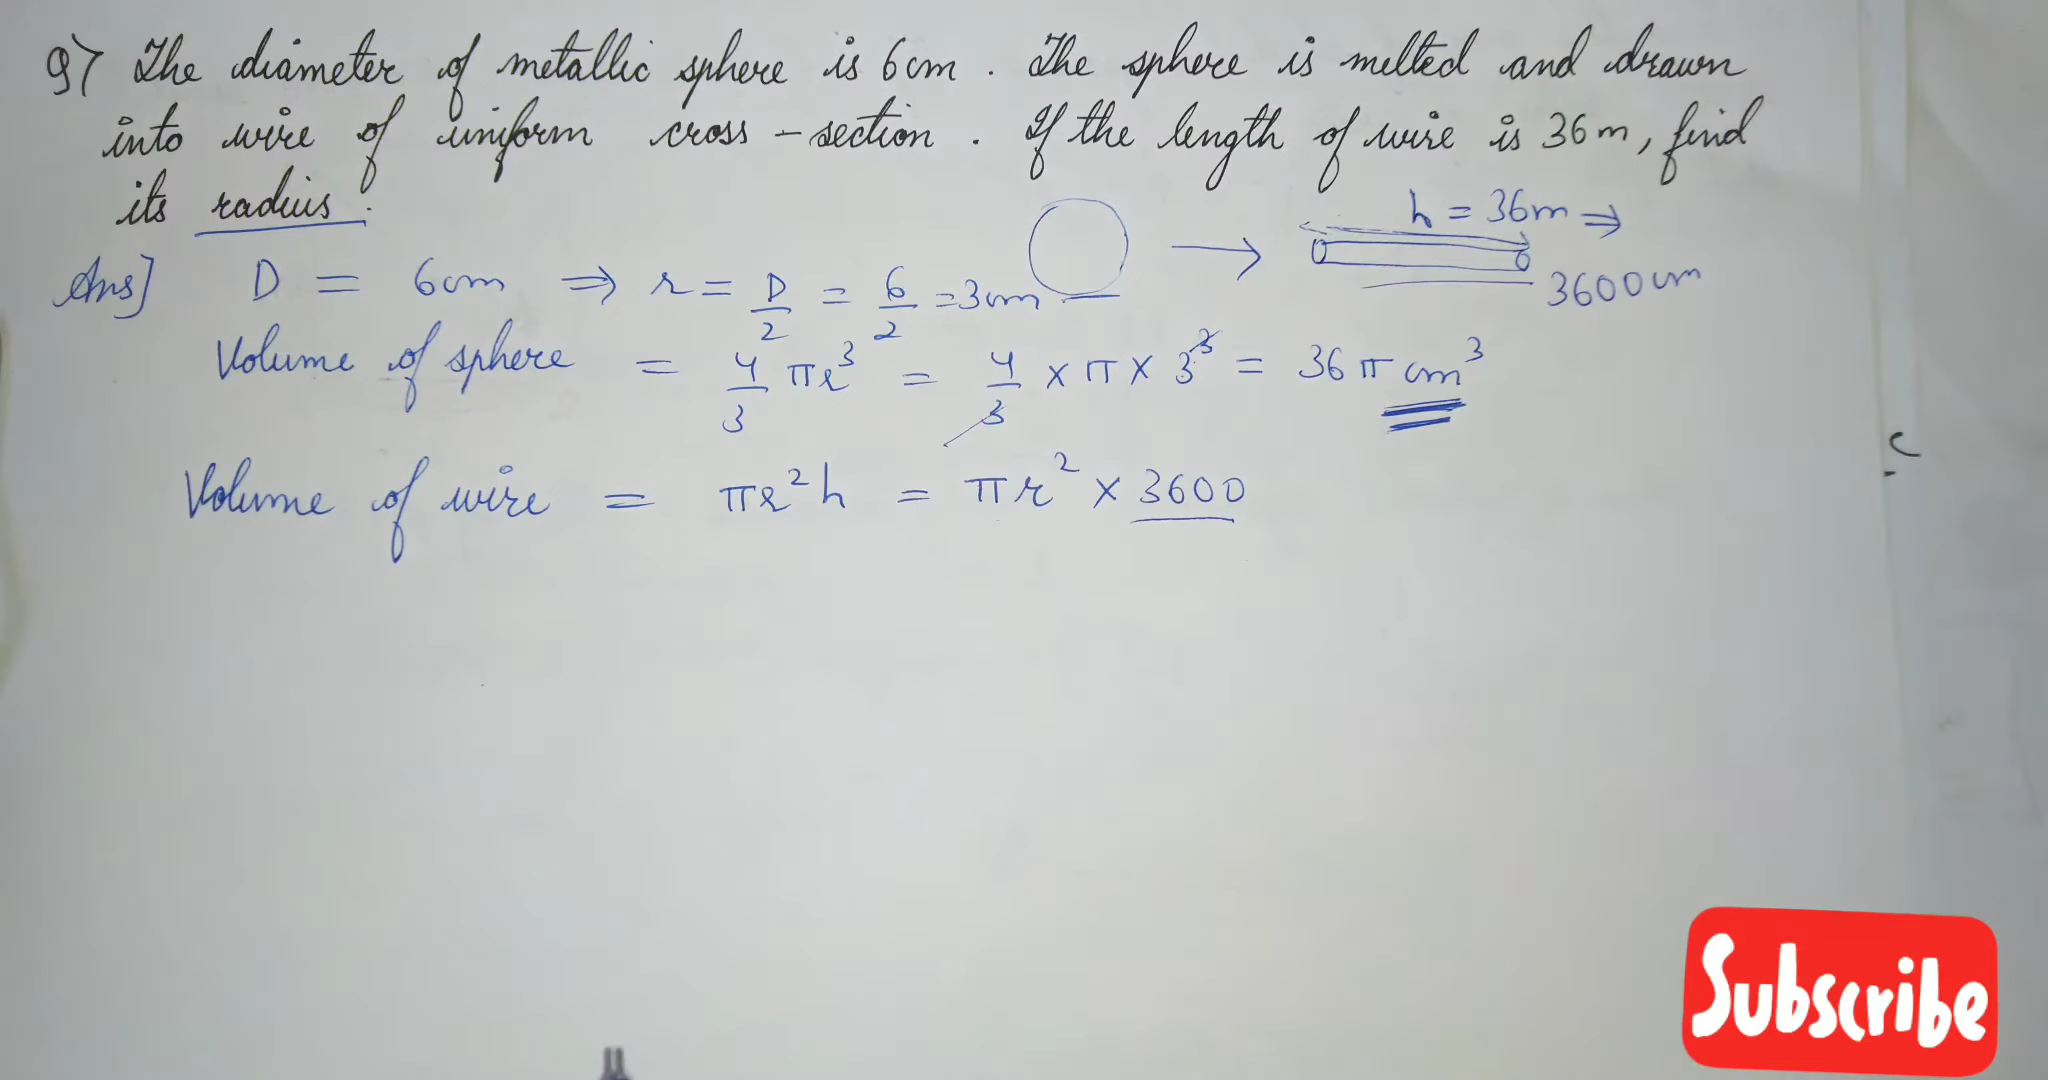 9) The diameter of metallic sphere is 6cm. The sphere is melted and drawn
into wire of uniform cross-section. If the length of wire is 36m, find
its radius.
h = 36m ⇒
3600cm
Ans] D = 6cm ⇒ r = D/2 = 6/2 = 3cm
Volume of sphere = 4/3 πr³ = 4/3 × π × 3³ = 36π cm³
Volume of wire = πr²h = πr² × 3600
Subscribe